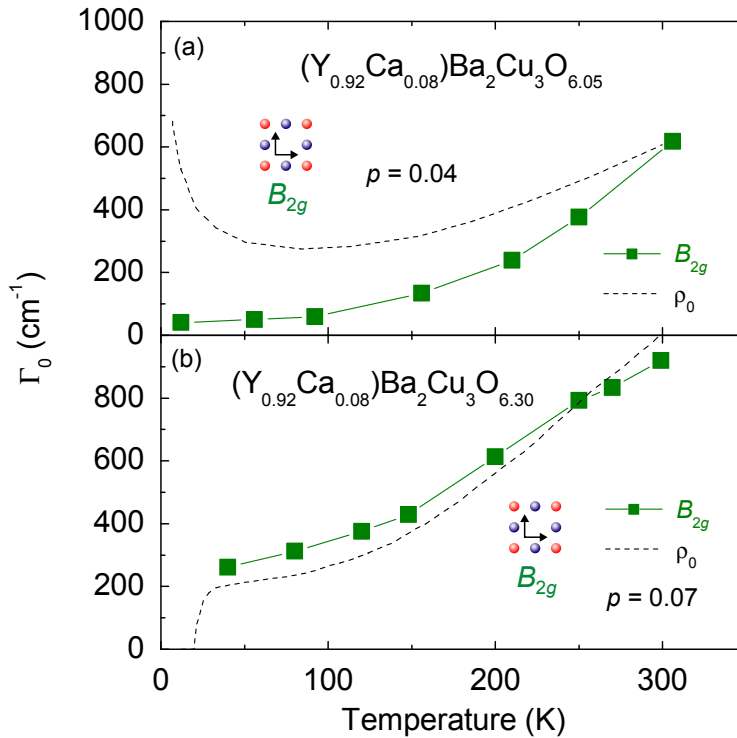 (a)
(Y0.92Ca0.08)Ba2Cu3O6.05
B2g
p = 0.04
B2g
ρ0
1000
800
600
400
200
0
Γ0 (cm-1)
(b)
(Y0.92Ca0.08)Ba2Cu3O6.30
B2g
B2g
ρ0
p = 0.07
800
600
400
200
0
0 100 200 300
Temperature (K)